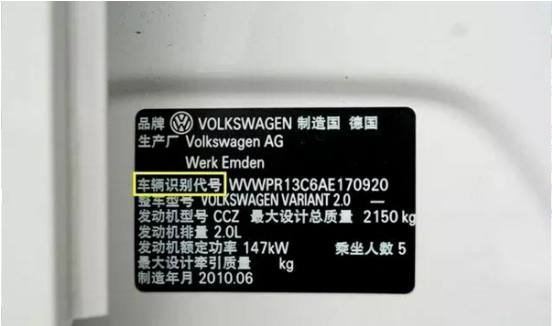 品牌 VOLKSWAGEN 制造国 德国
生产厂 Volkswagen AG
Werk Emden
车辆识别代号 WVWPR13C6AE170920
整车型号 VOLKSWAGEN VARIANT 2.0 —
发动机型号 CCZ 最大设计总质量 2150 kg
发动机排量 2.0L
发动机额定功率 147kW 乘坐人数 5
最大设计牵引质量 kg
制造年月 2010.06